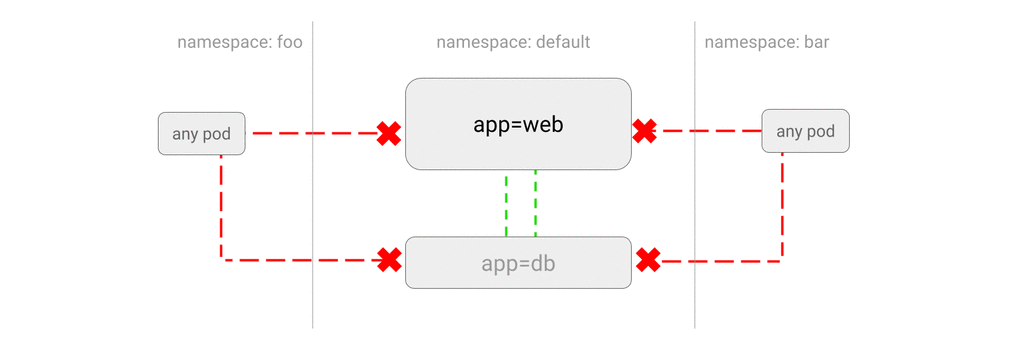 namespace: foo
namespace: default
namespace: bar
any pod
app=web
any pod
app=db